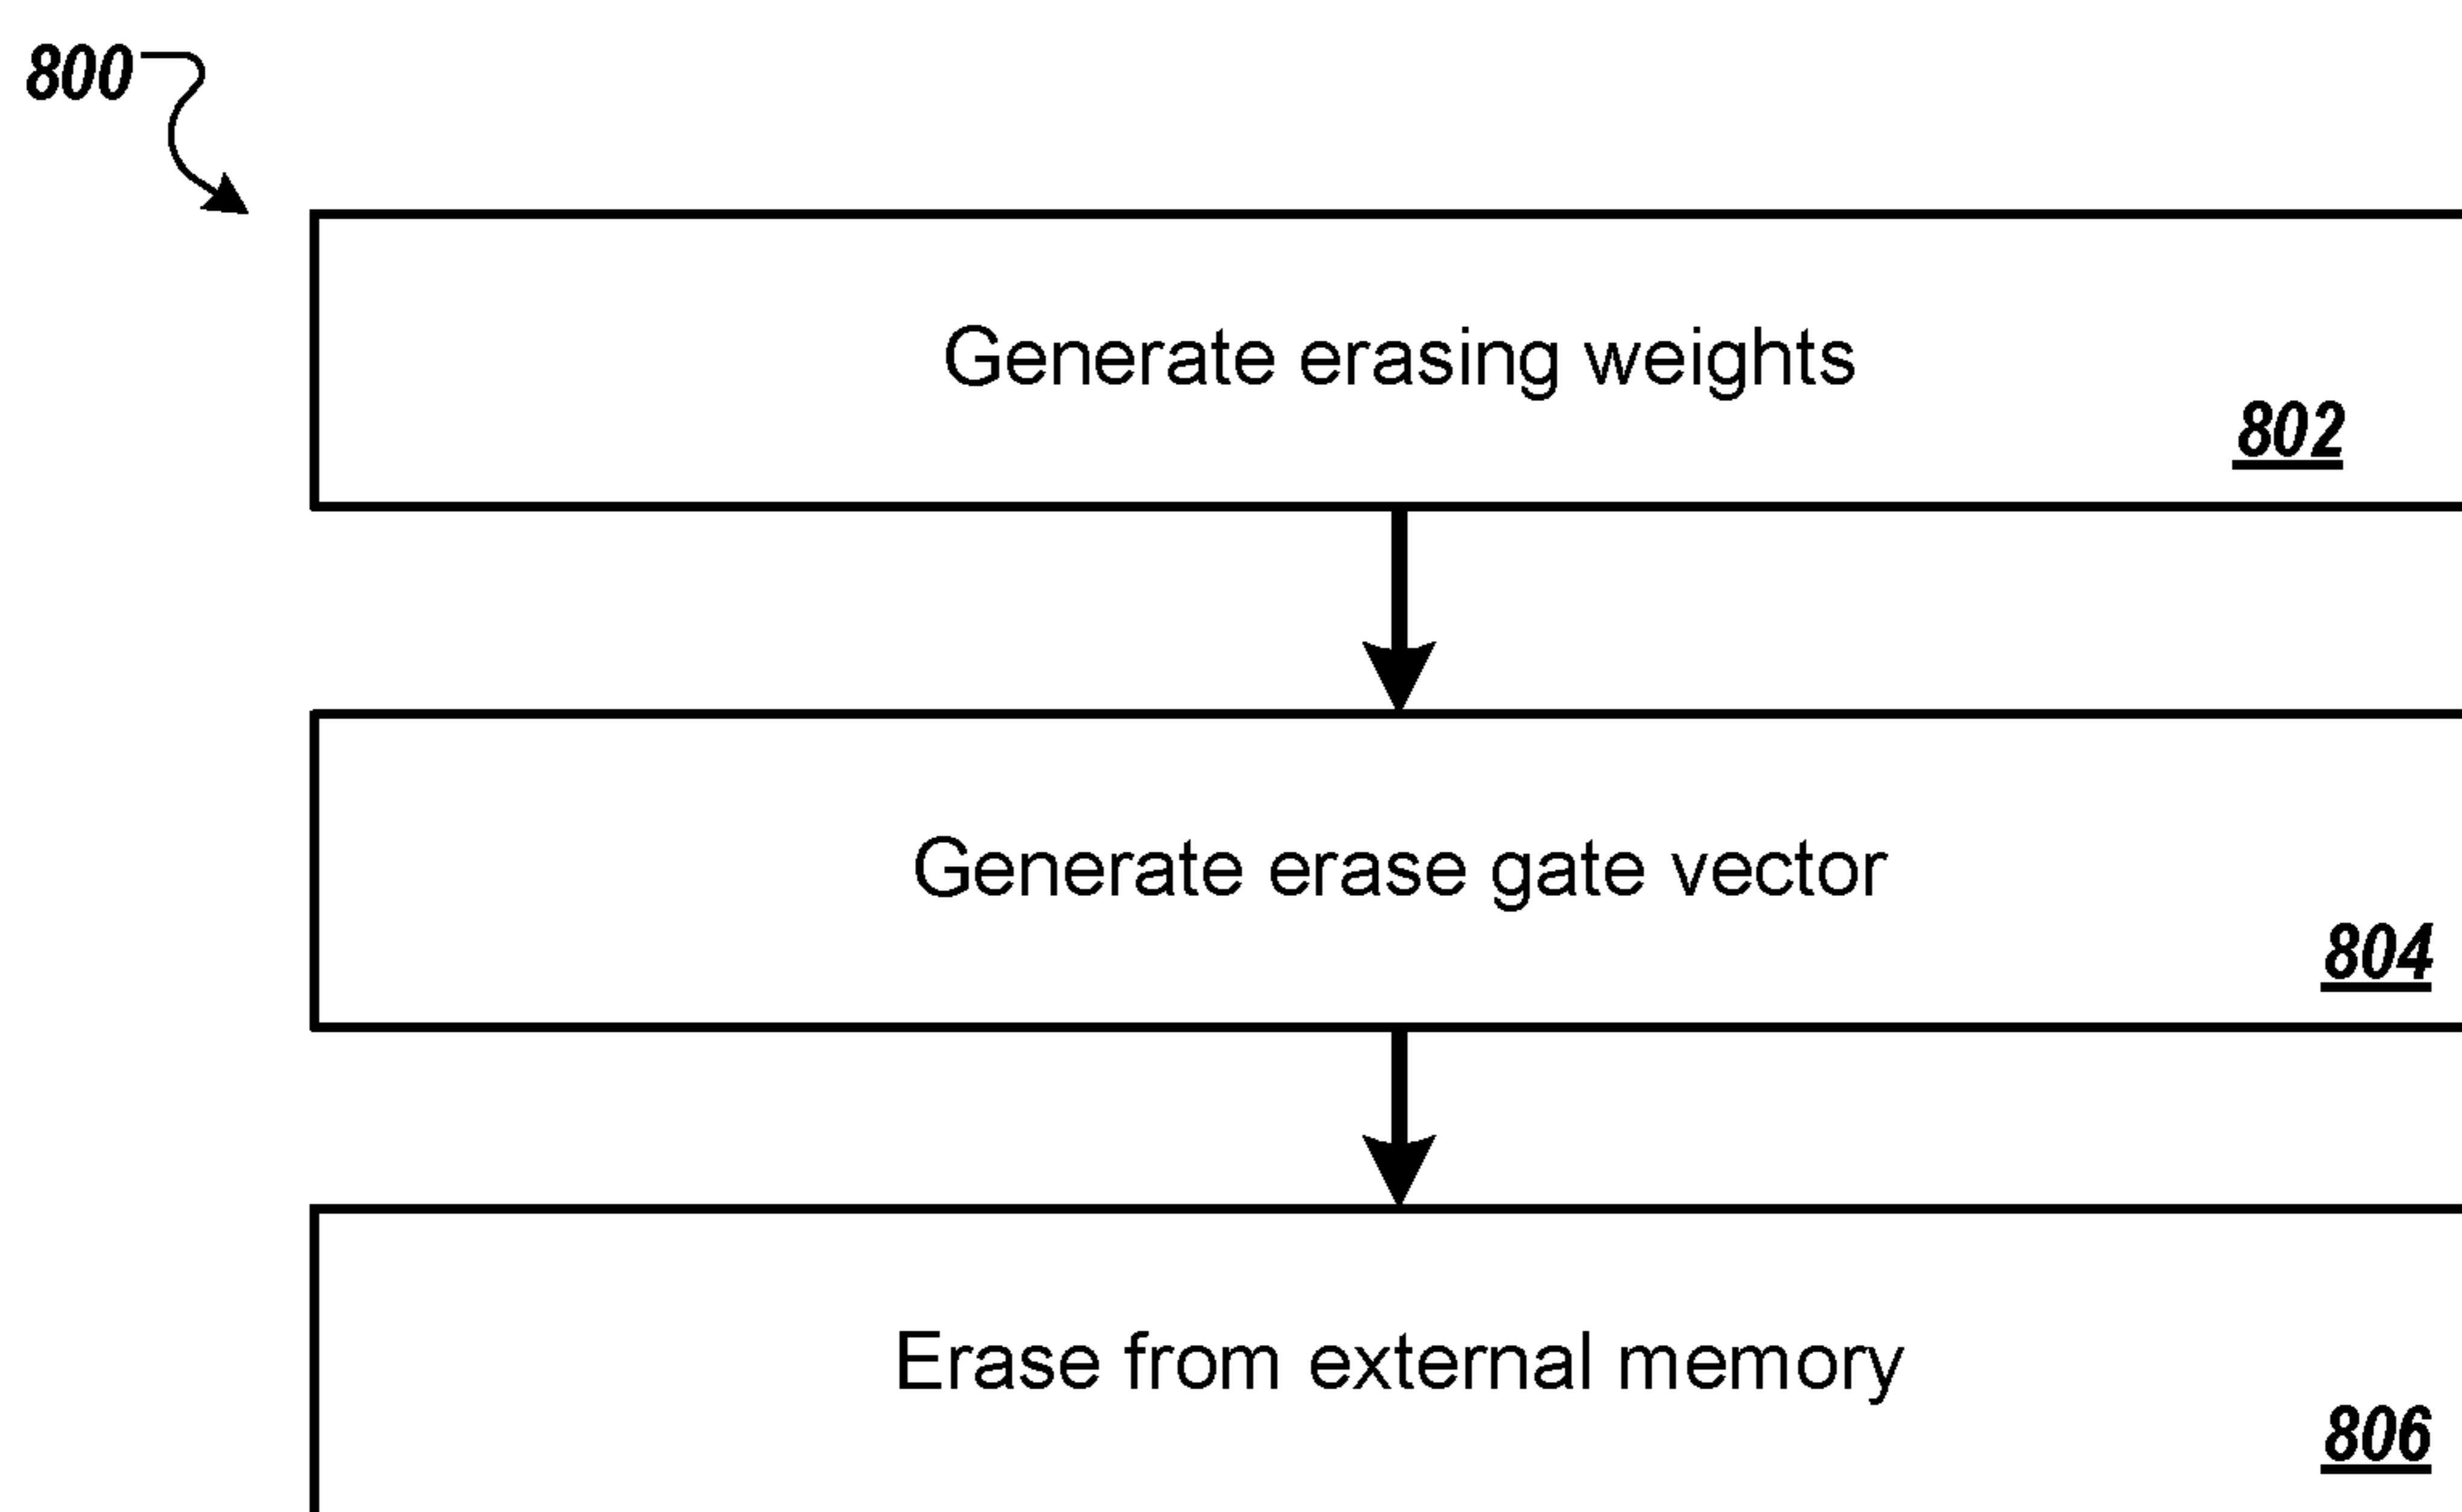 800
Generate erasing weights
802
Generate erase gate vector
804
Erase from external memory
806